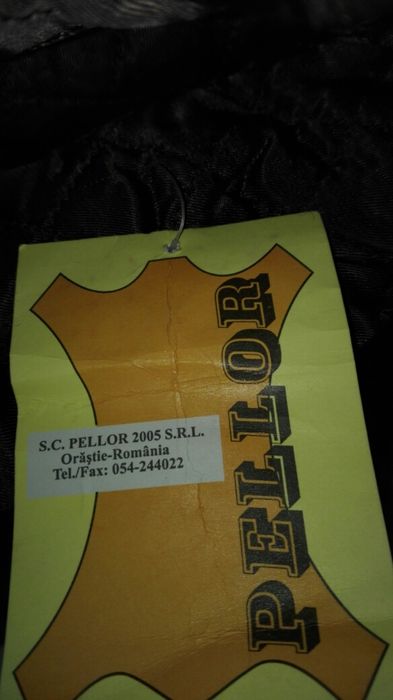 PELLOR
S.C. PELLOR 2005 S.R.L.
Orăştie-România
Tel./Fax: 054-244022